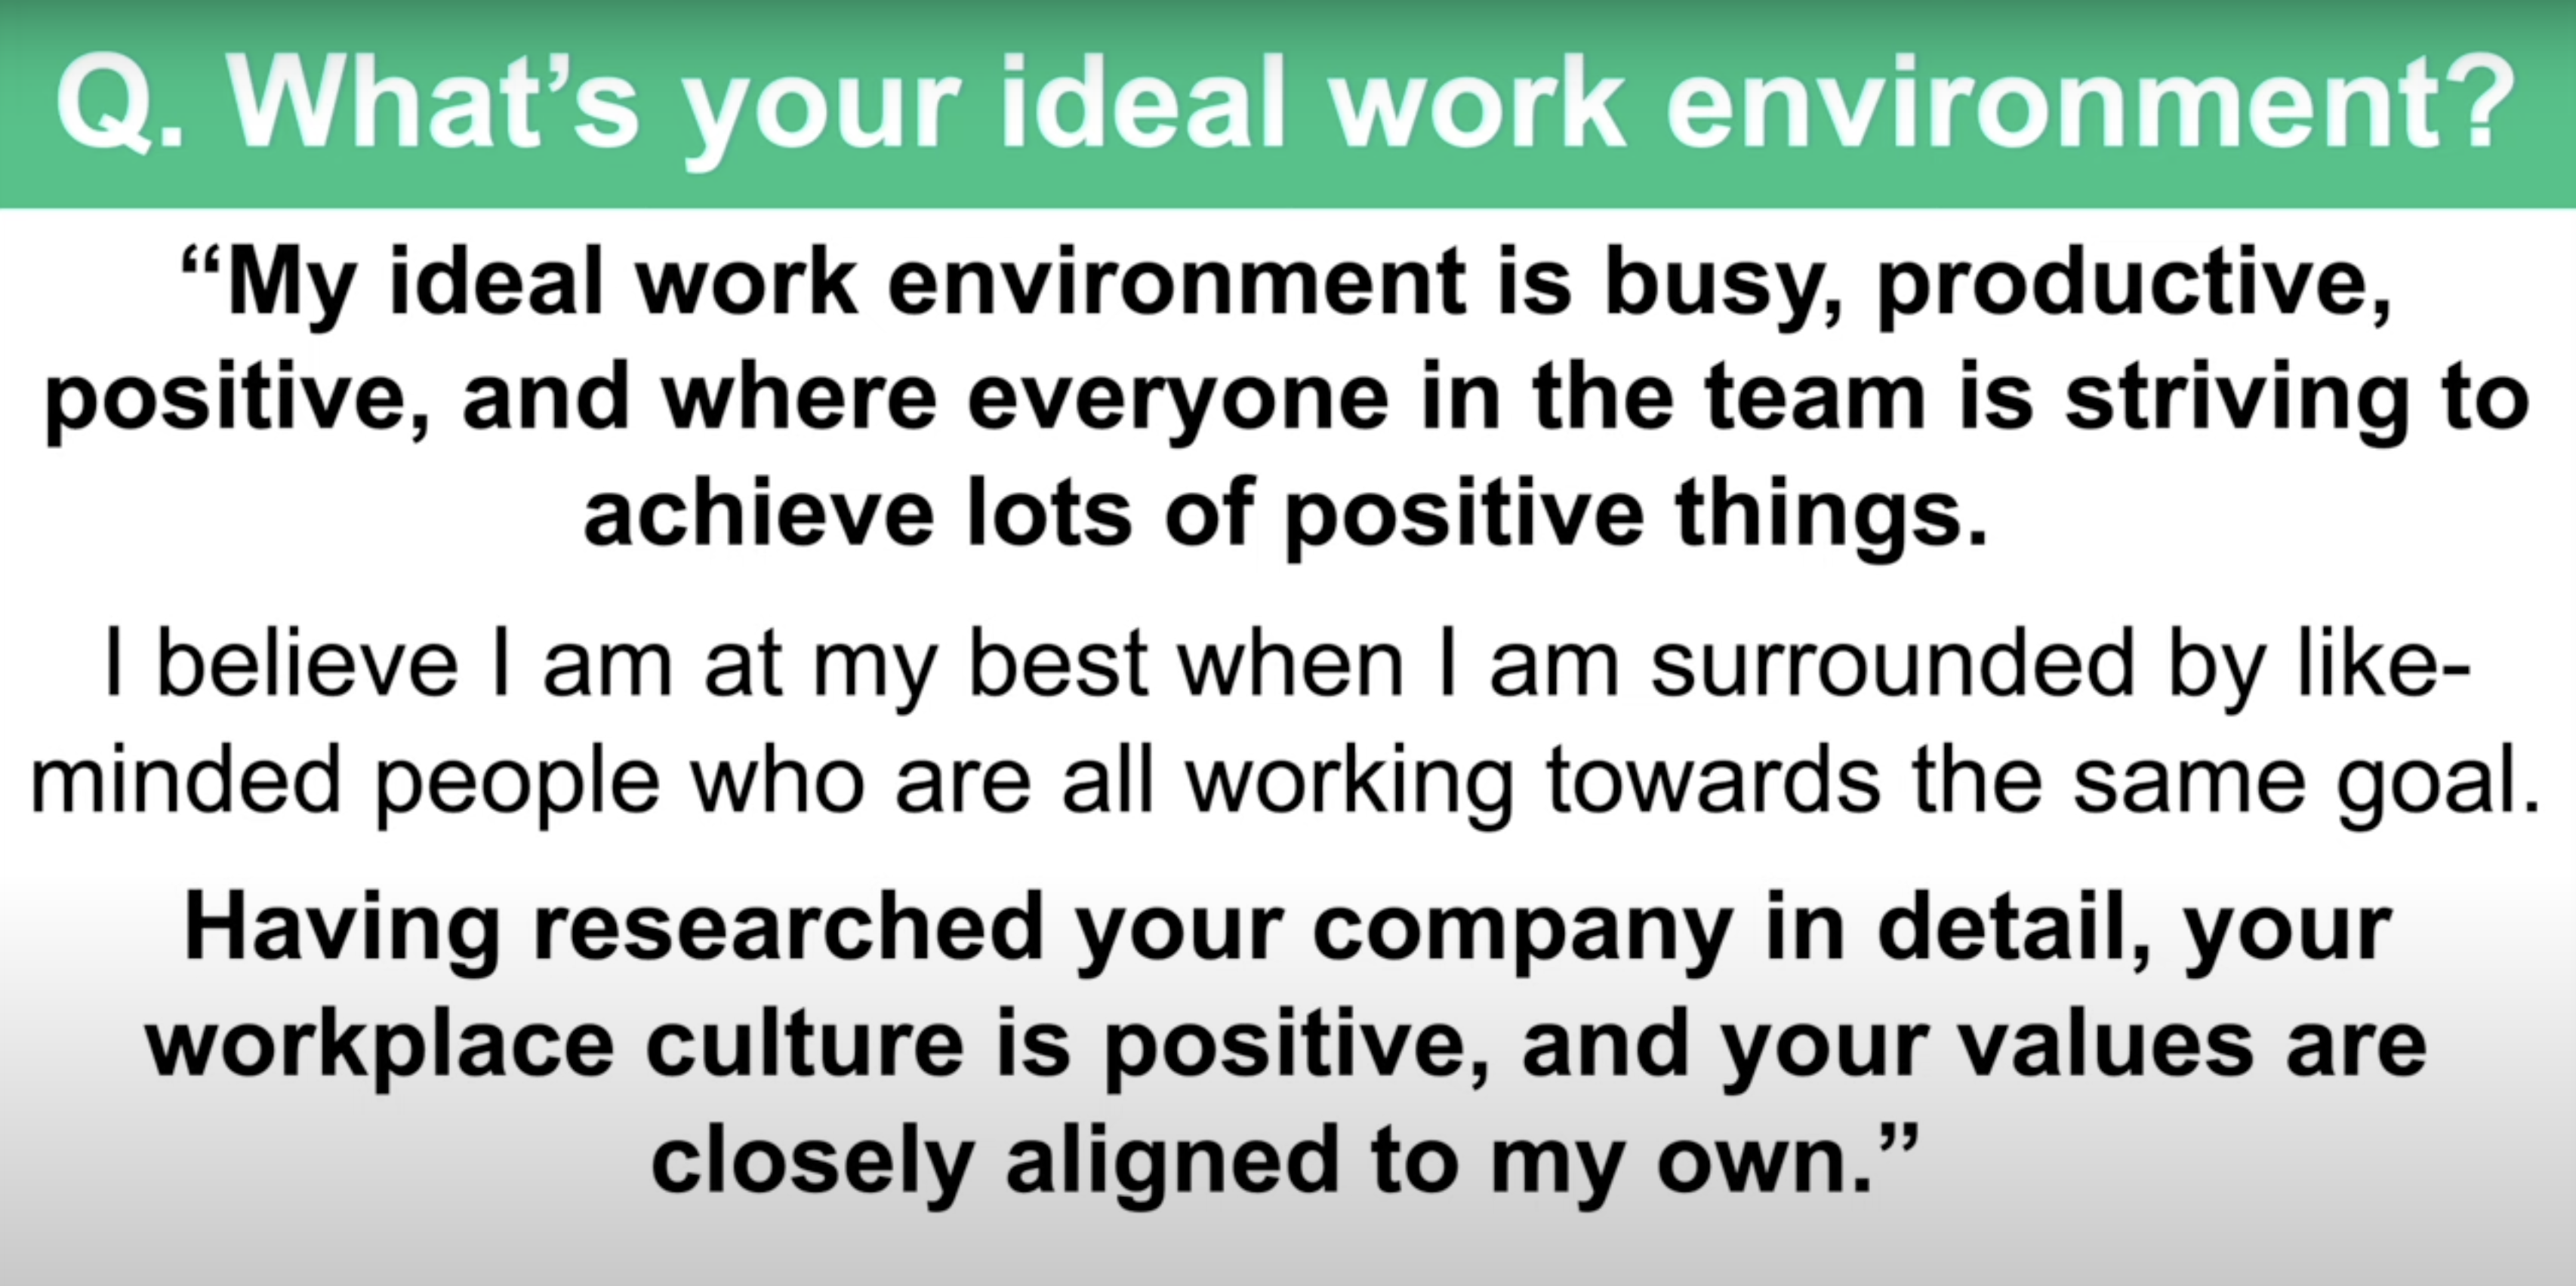 Q. What’s your ideal work environment?
“My ideal work environment is busy, productive,
positive, and where everyone in the team is striving to
achieve lots of positive things.
I believe I am at my best when I am surrounded by like-
minded people who are all working towards the same goal.
Having researched your company in detail, your
workplace culture is positive, and your values are
closely aligned to my own.”